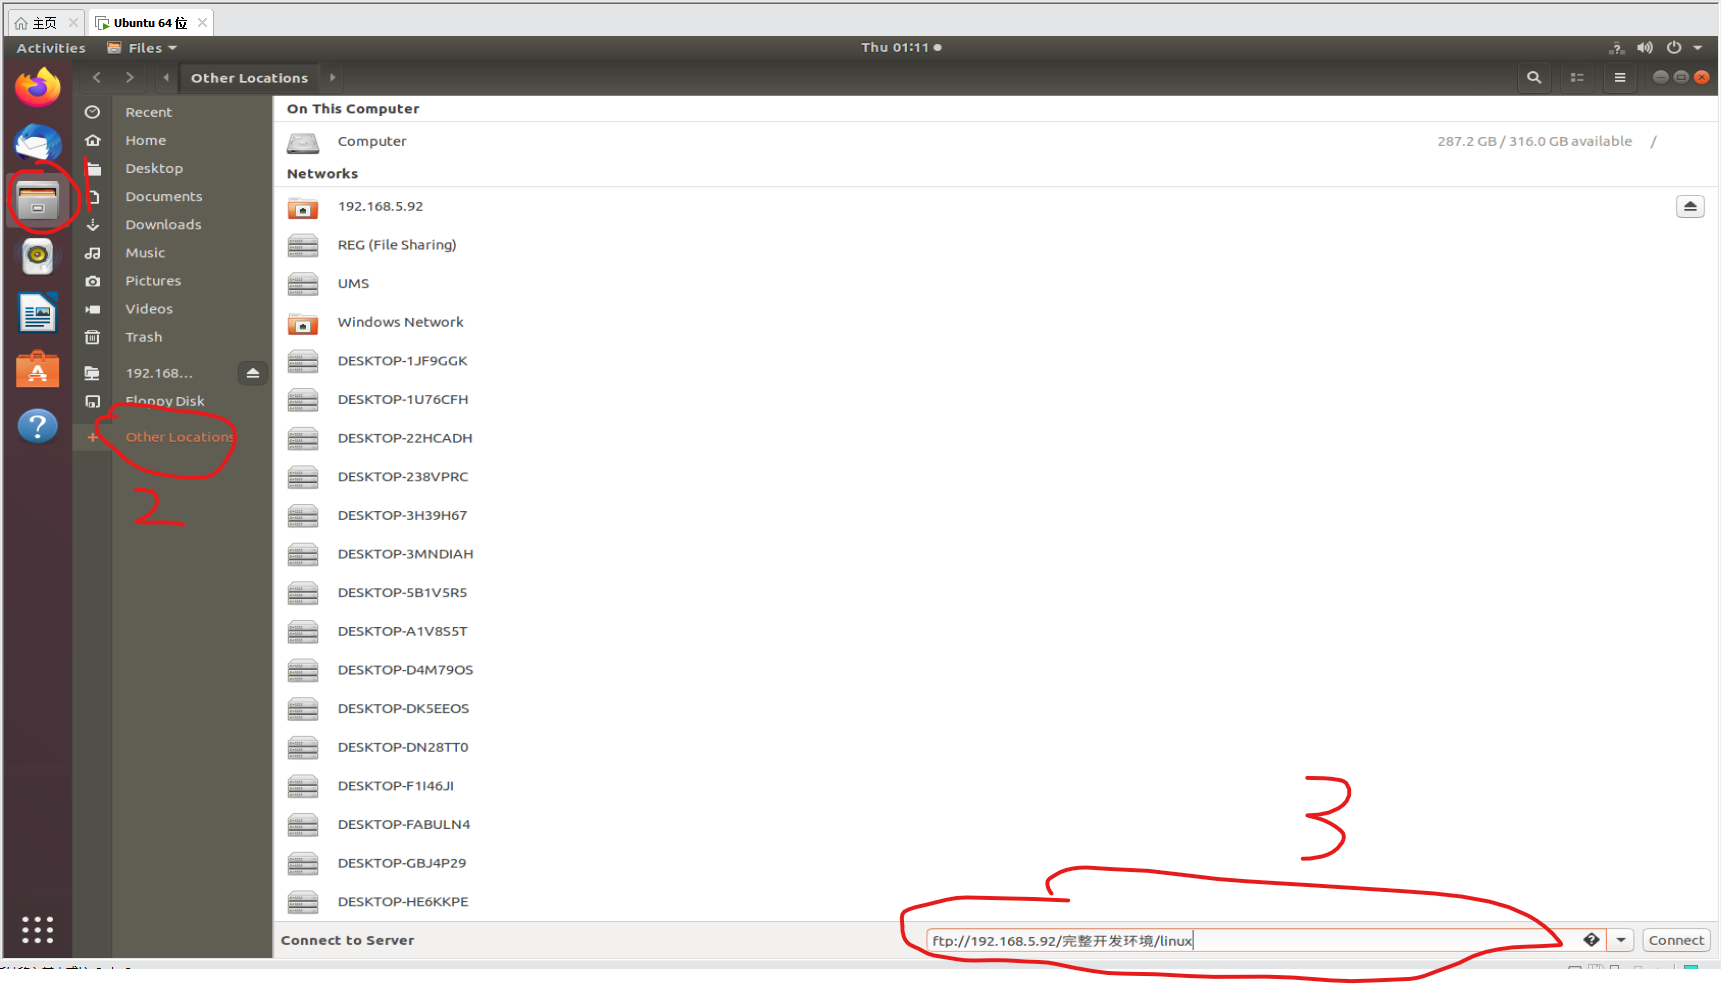 主页
Ubuntu 64 位
Activities
Files
Thu 01:11
Other Locations
Recent
Home
Desktop
Documents
Downloads
Music
Pictures
Videos
Trash
192.168...
Floppy Disk
Other Locations
1
2
On This Computer
Computer
287.2 GB / 316.0 GB available
/
Networks
192.168.5.92
REG (File Sharing)
UMS
Windows Network
DESKTOP-1JF9GGK
DESKTOP-1U76CFH
DESKTOP-22HCADH
DESKTOP-238VPRC
DESKTOP-3H39H67
DESKTOP-3MNDIAH
DESKTOP-5B1V5R5
DESKTOP-A1V8S5T
DESKTOP-D4M79OS
DESKTOP-DK5EEOS
DESKTOP-DN28TT0
DESKTOP-F1I46JI
DESKTOP-FABULN4
DESKTOP-GBJ4P29
DESKTOP-HE6KKPE
3
Connect to Server
ftp://192.168.5.92/完整开发环境/linux
Connect